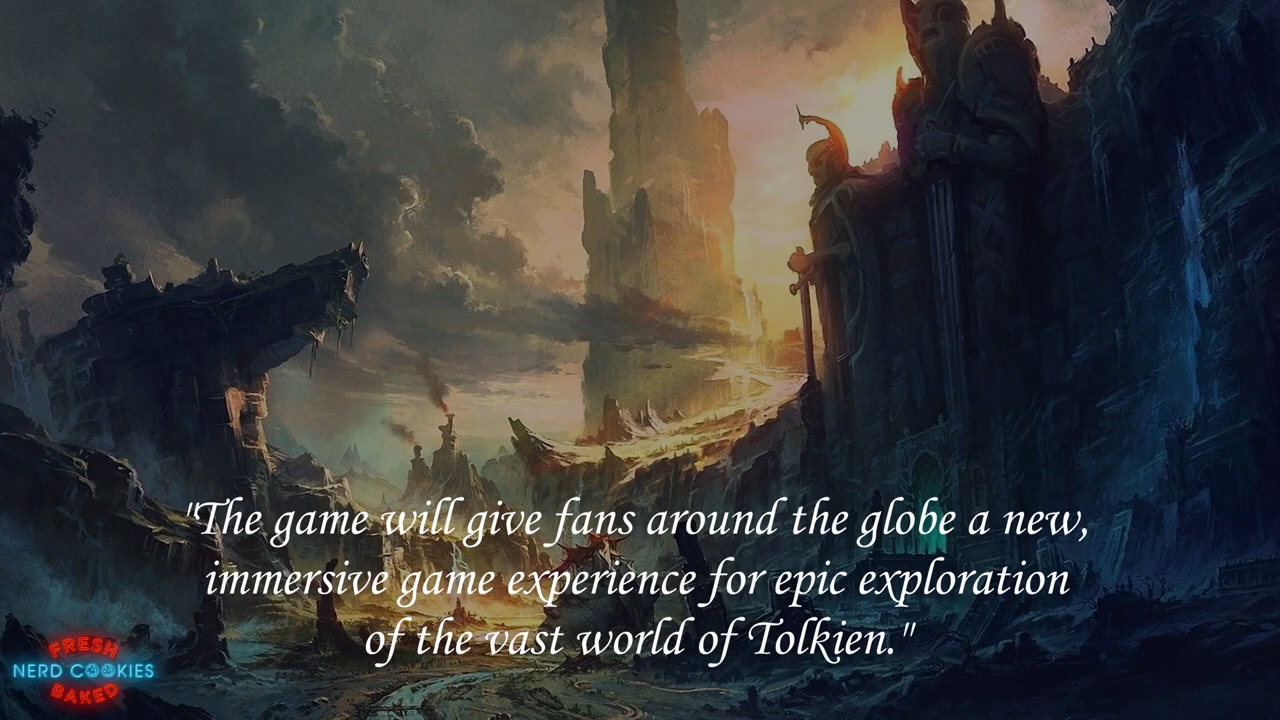 "The game will give fans around the globe a new,
immersive game experience for epic exploration
of the vast world of Tolkien."
FRESH
NERD COOKIES
BAKED